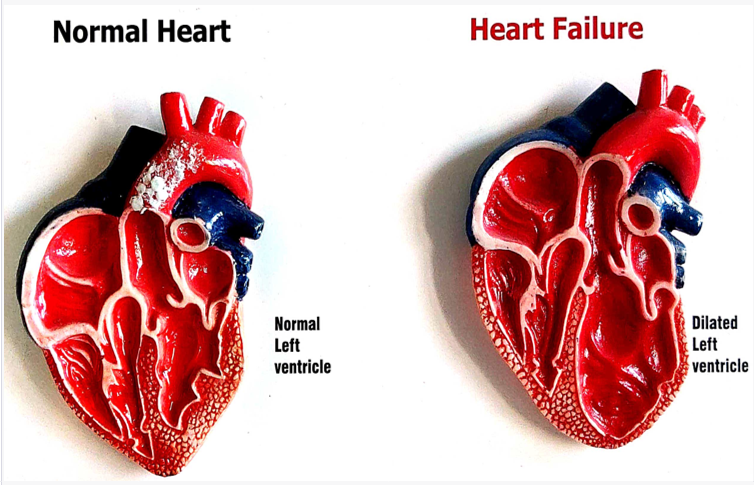 Normal Heart
Heart Failure
Normal
Left
ventricle
Dilated
Left
ventricle